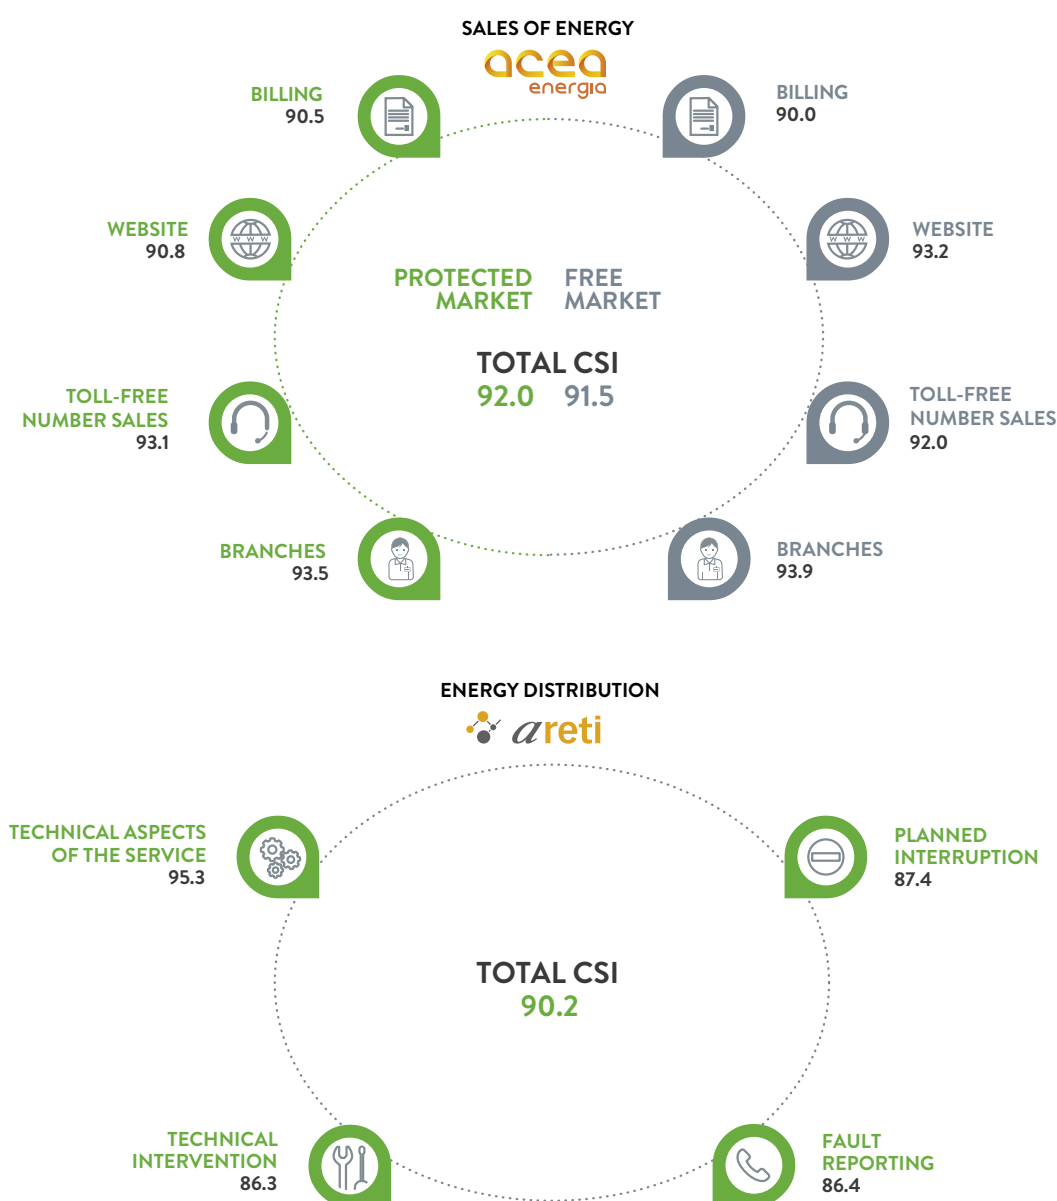 SALES OF ENERGY
acea
energia
BILLING
90.5
BILLING
90.0
WEBSITE
90.8
WWW
WWW
WEBSITE
93.2
PROTECTED
MARKET
FREE
MARKET
TOTAL CSI
92.0 91.5
TOLL-FREE
NUMBER SALES
93.1
TOLL-FREE
NUMBER SALES
92.0
BRANCHES
93.5
BRANCHES
93.9
ENERGY DISTRIBUTION
areti
TECHNICAL ASPECTS
OF THE SERVICE
95.3
PLANNED
INTERRUPTION
87.4
TOTAL CSI
90.2
TECHNICAL
INTERVENTION
86.3
FAULT
REPORTING
86.4